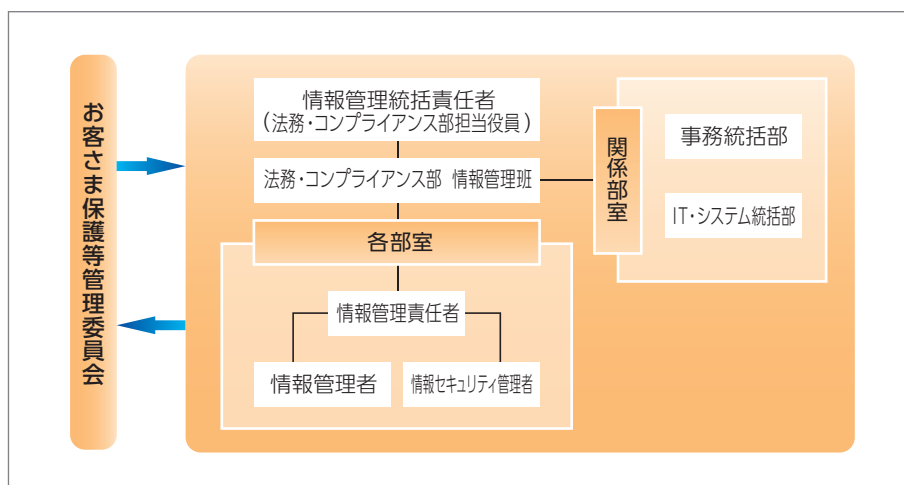 お客さま保護等管理委員会
情報管理統括責任者
(法務・コンプライアンス部担当役員)
法務・コンプライアンス部 情報管理班
関係部室
事務統括部
IT・システム統括部
各部室
情報管理責任者
情報管理者
情報セキュリティ管理者